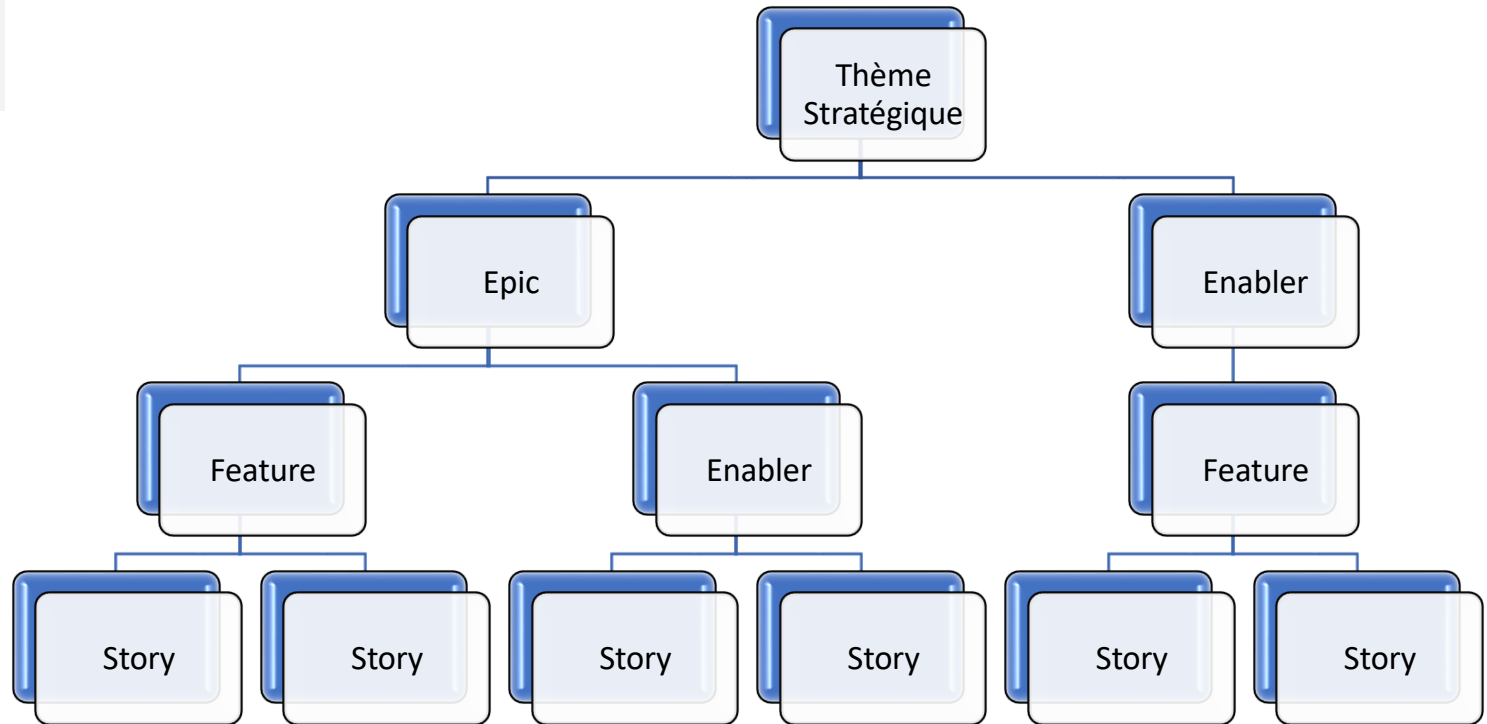 Thème
Stratégique
Epic
Enabler
Feature
Enabler
Feature
Story
Story
Story
Story
Story
Story